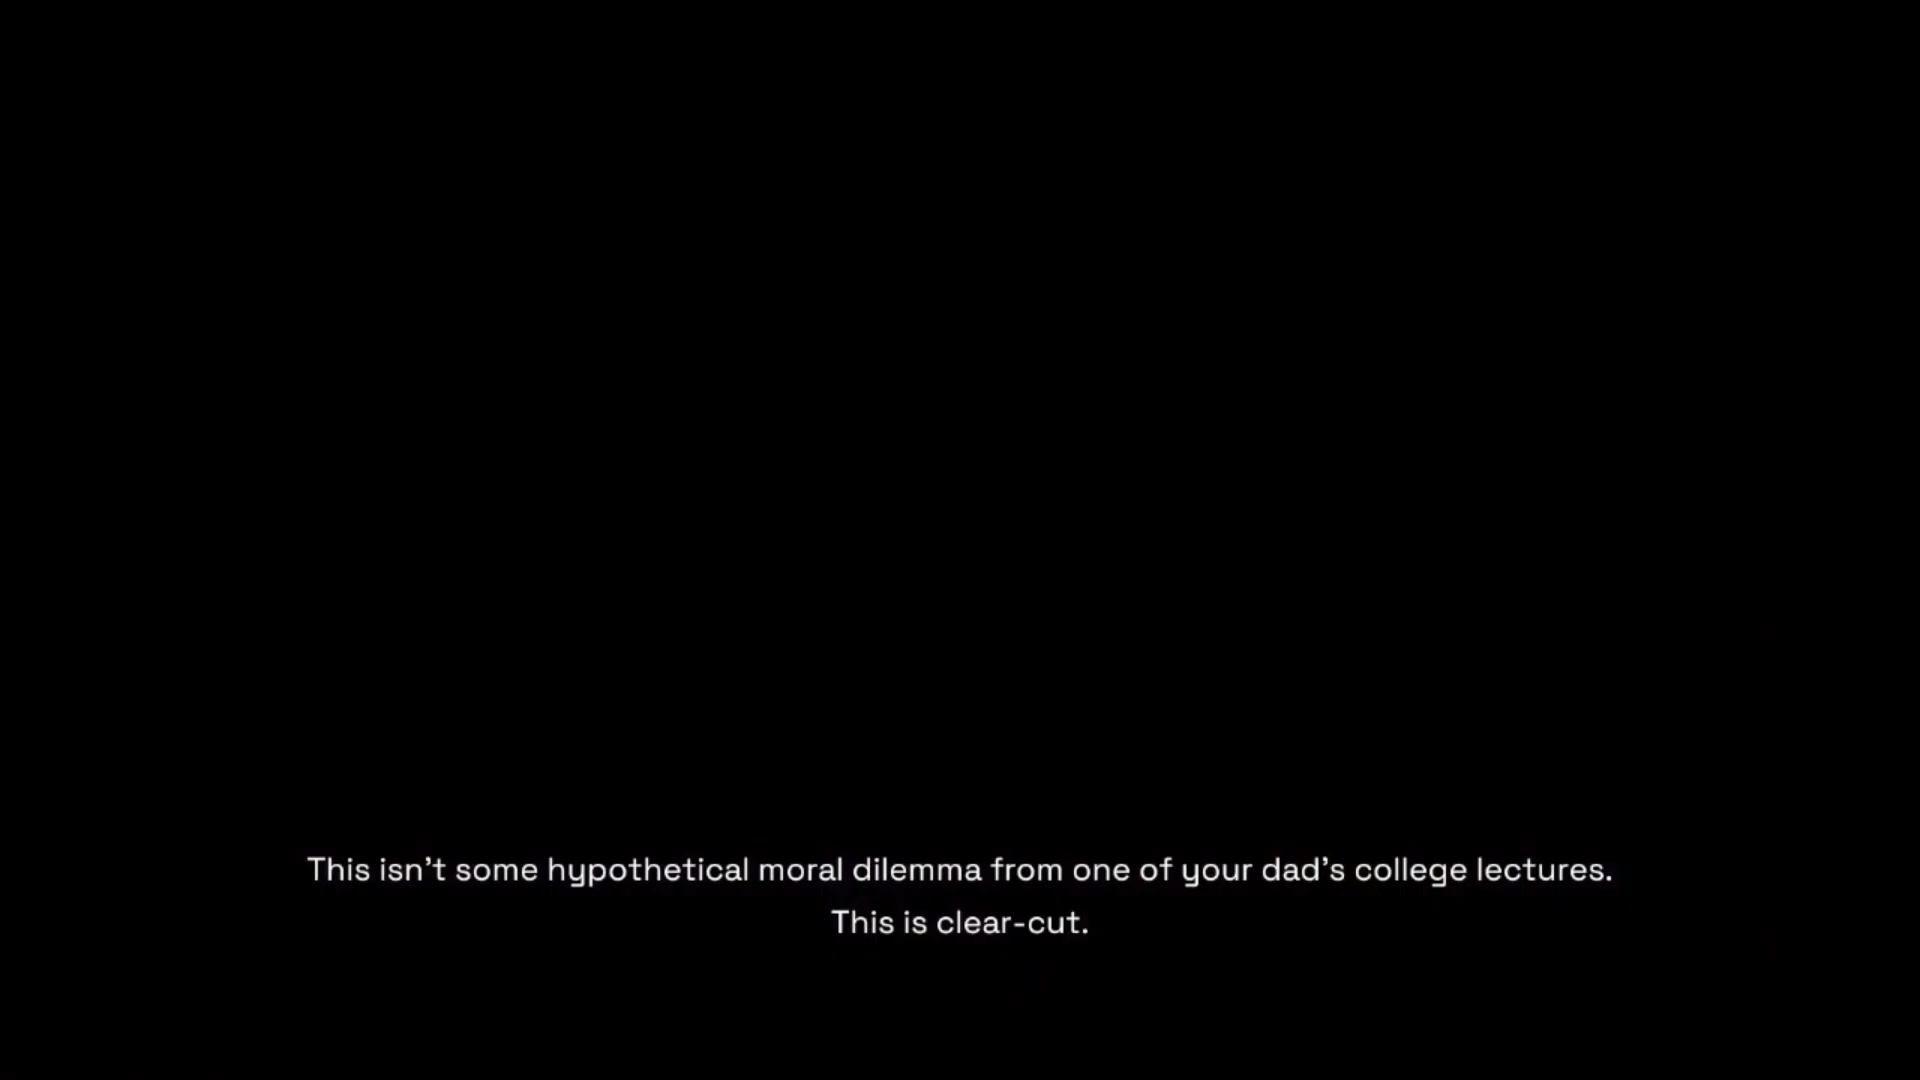 This isn’t some hypothetical moral dilemma from one of your dad’s college lectures.
This is clear-cut.